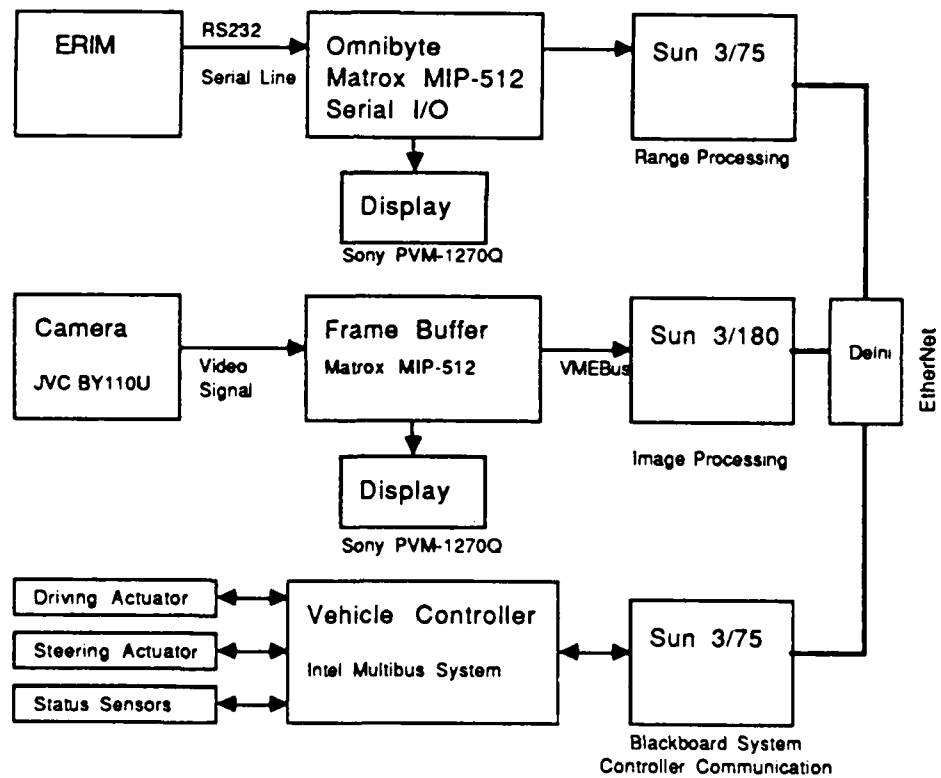 ERIM
RS232
Serial Line
Omnibyte
Matrox MIP-512
Serial I/O
Sun 3/75
Range Processing
Display
Sony PVM-1270Q
Camera
JVC BY110U
Video
Signal
Frame Buffer
Matrox MIP-512
VMEBus
Sun 3/180
Image Processing
Delni
EtherNet
Display
Sony PVM-1270Q
Driving Actuator
Steering Actuator
Status Sensors
Vehicle Controller
Intel Multibus System
Sun 3/75
Blackboard System
Controller Communication